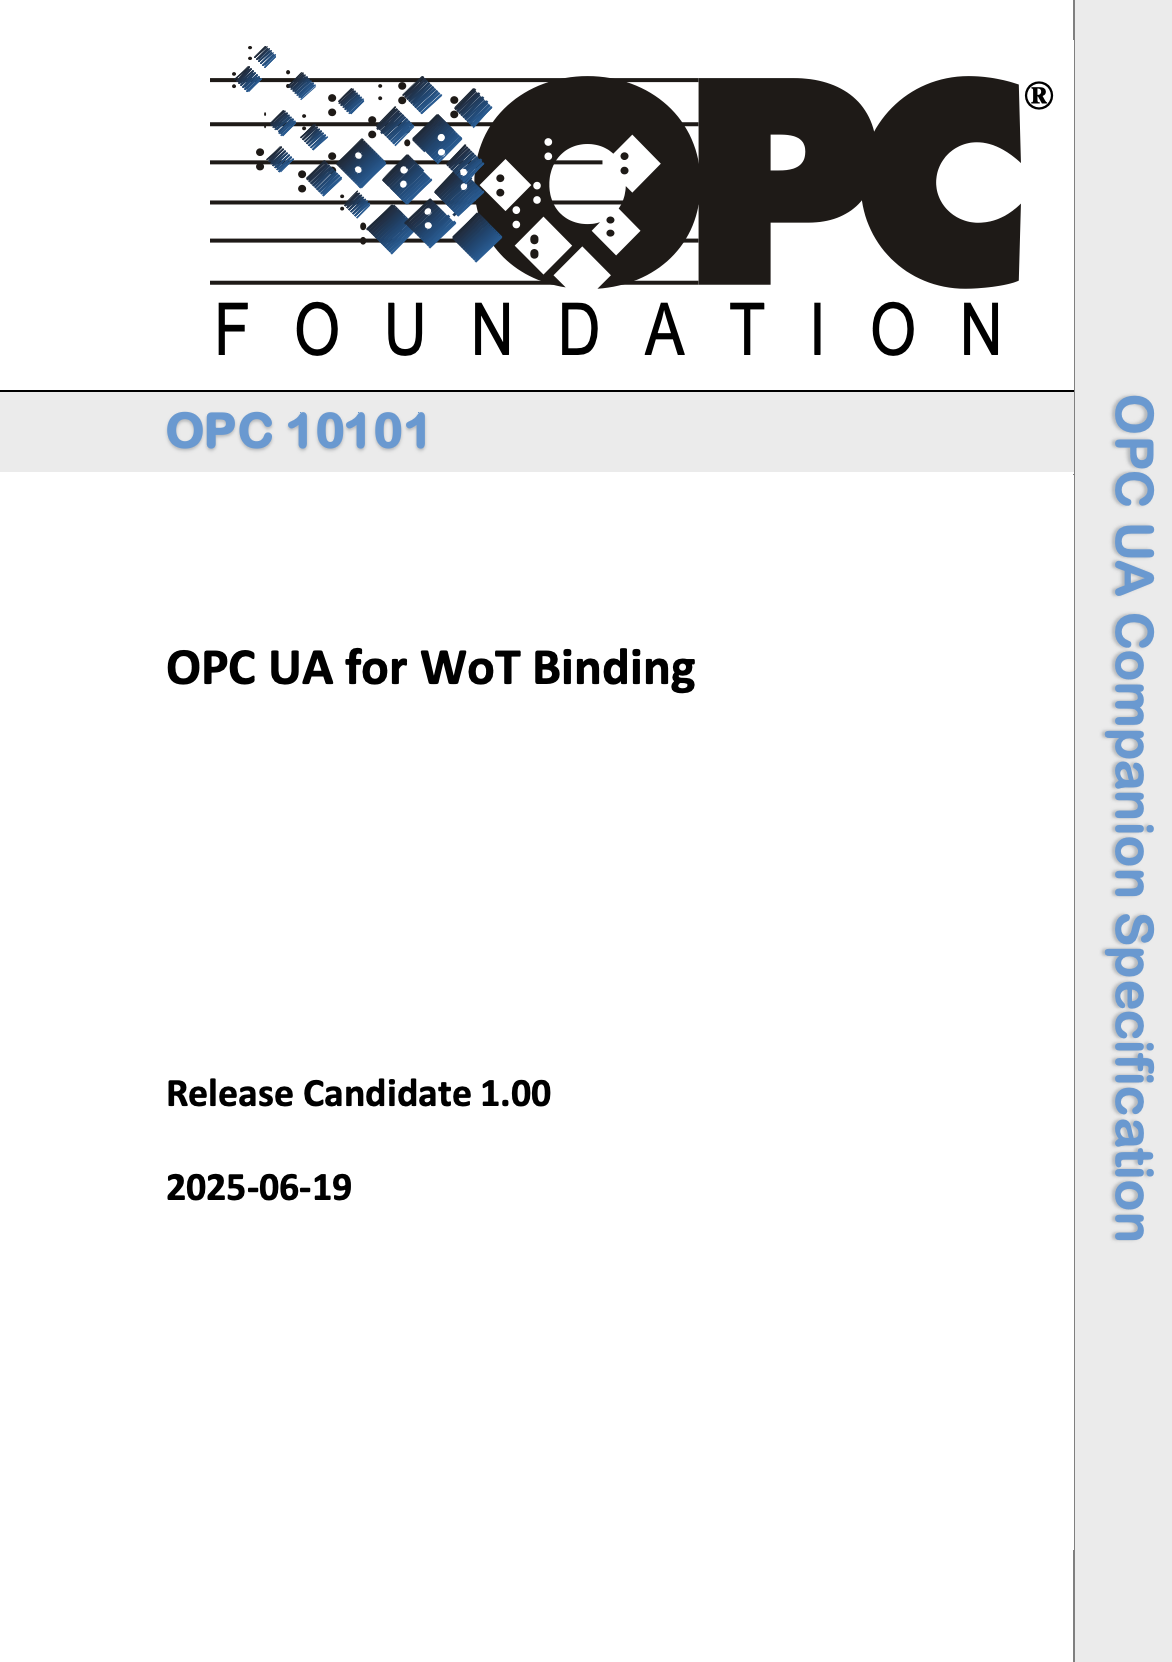 OPC®
FOUNDATION
OPC 10101
OPC UA for WoT Binding
Release Candidate 1.00
2025-06-19
OPC UA Companion Specification